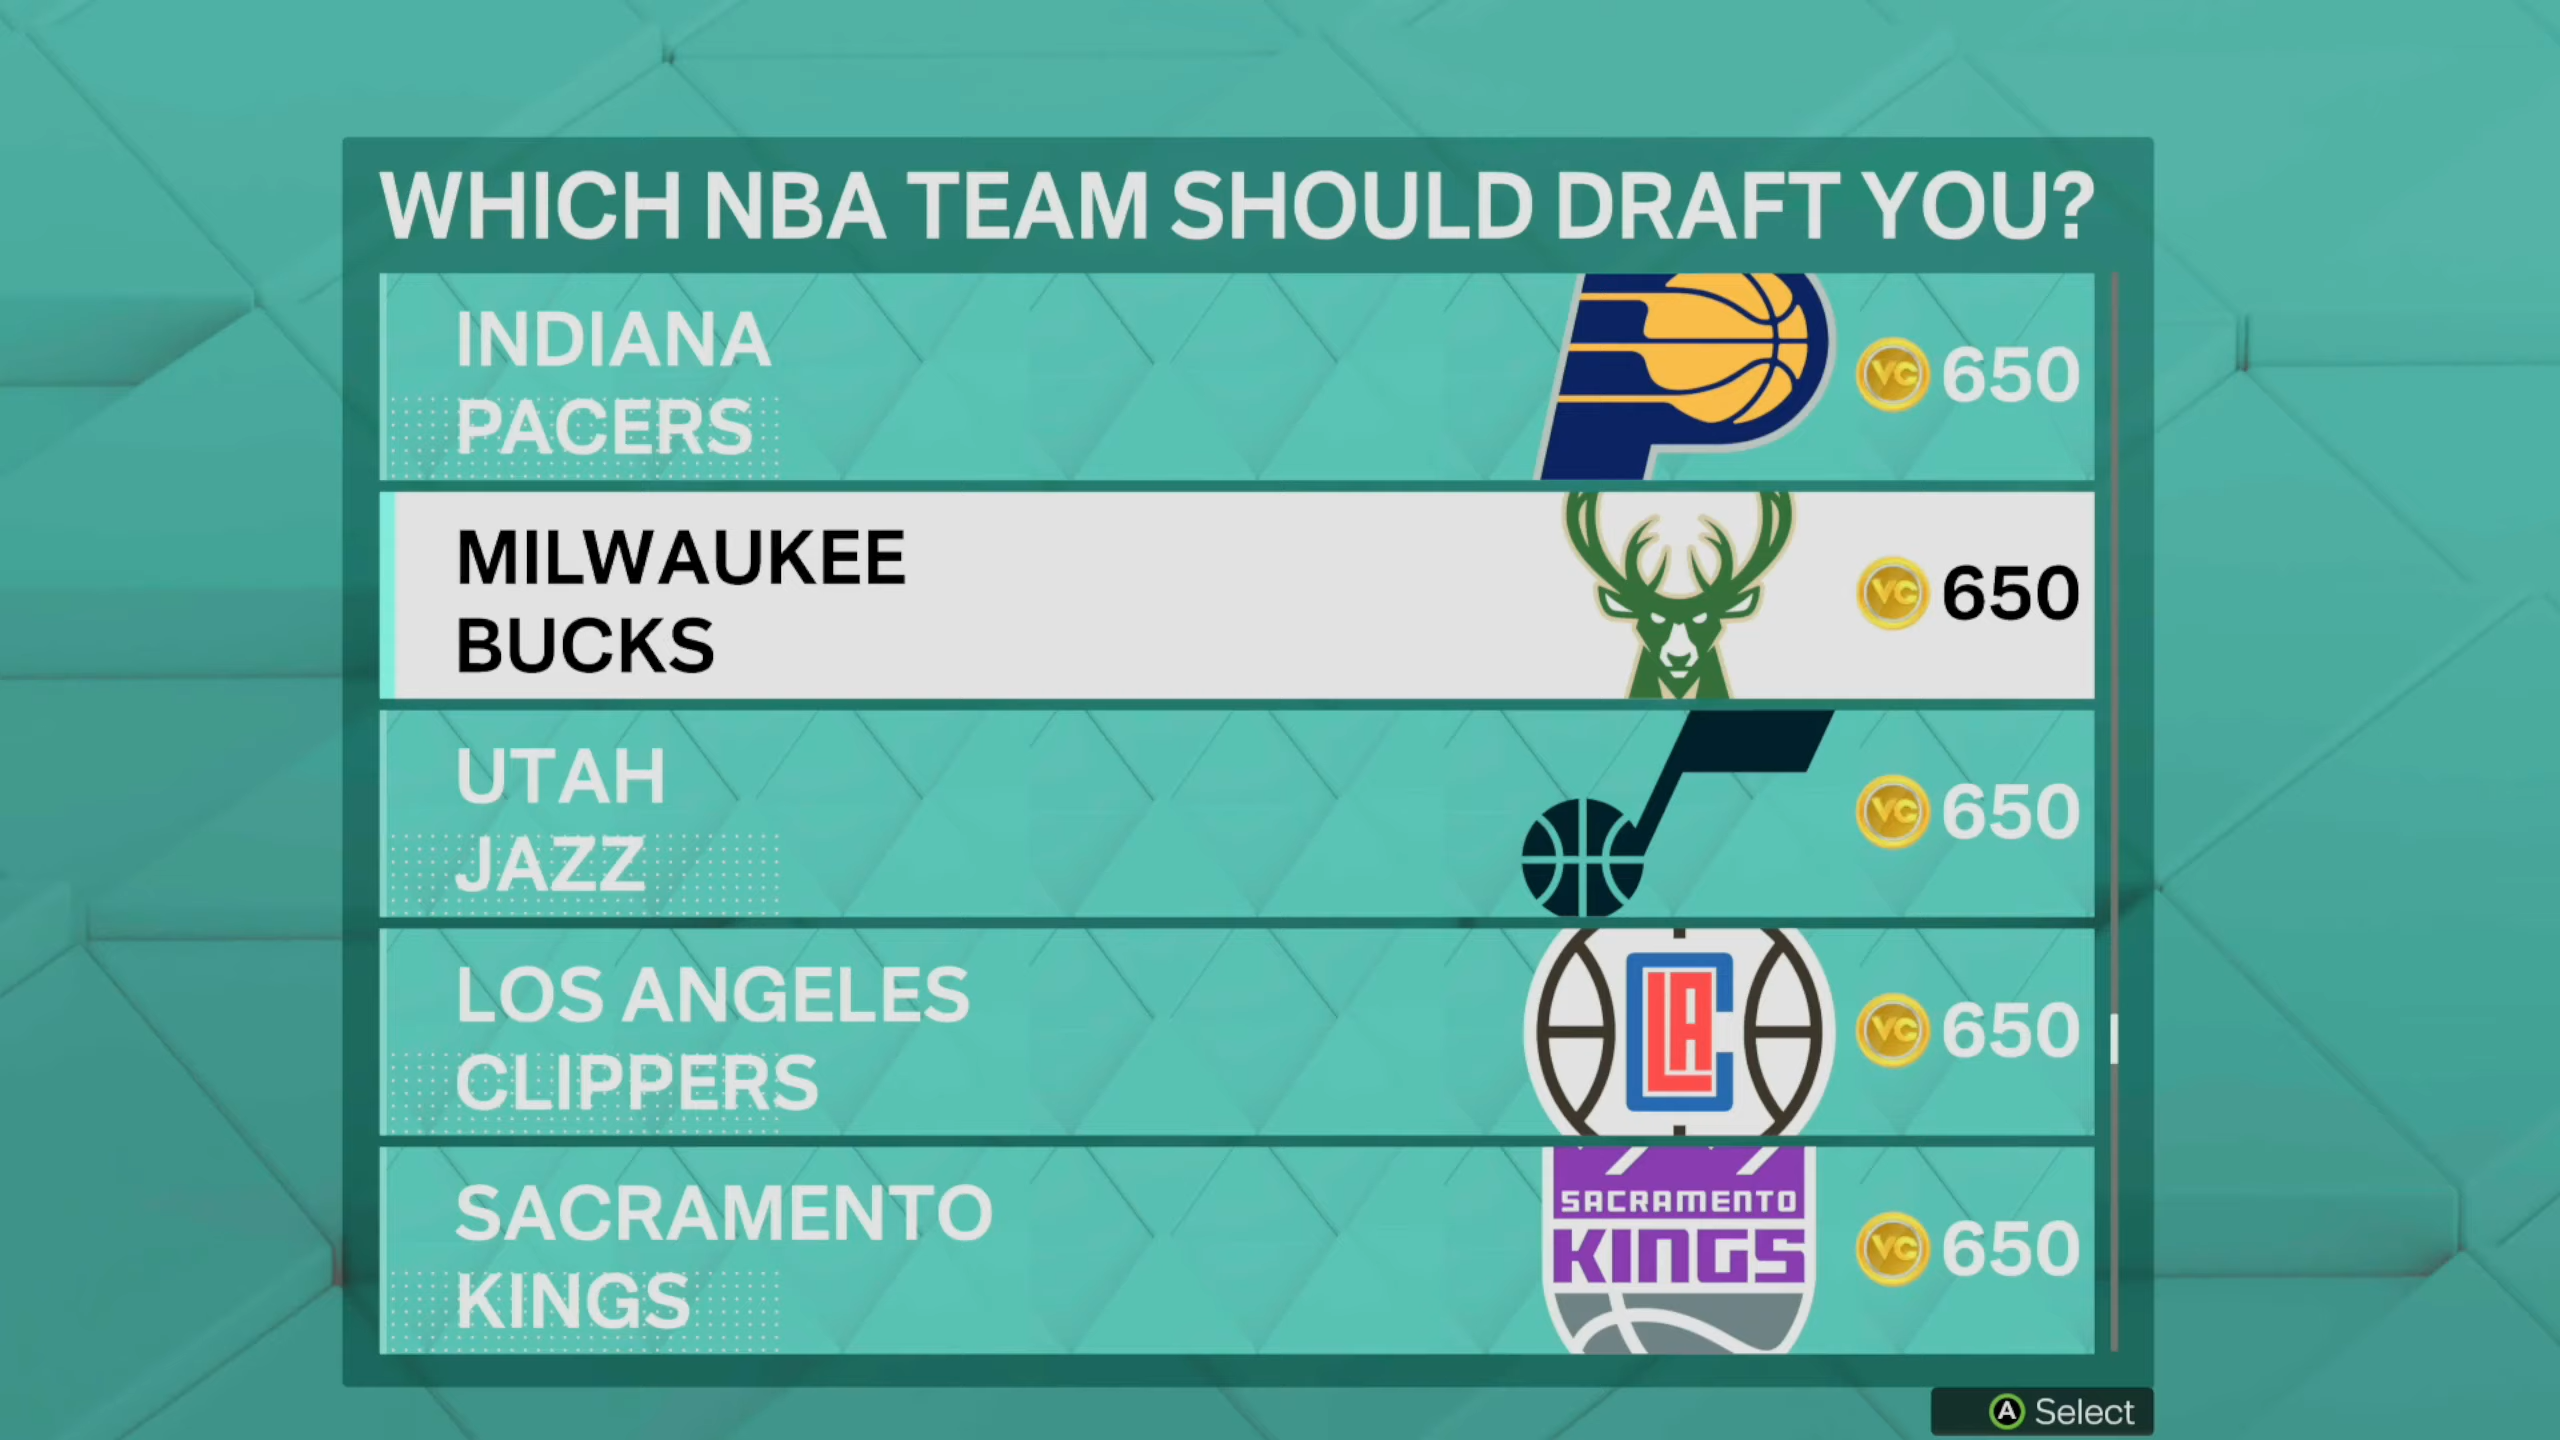 WHICH NBA TEAM SHOULD DRAFT YOU?
INDIANA
PACERS
VC 650
MILWAUKEE
BUCKS
VC 650
UTAH
JAZZ
VC 650
LOS ANGELES
CLIPPERS
LA
VC 650
SACRAMENTO
KINGS
SACRAMENTO
KINGS
VC 650
A Select